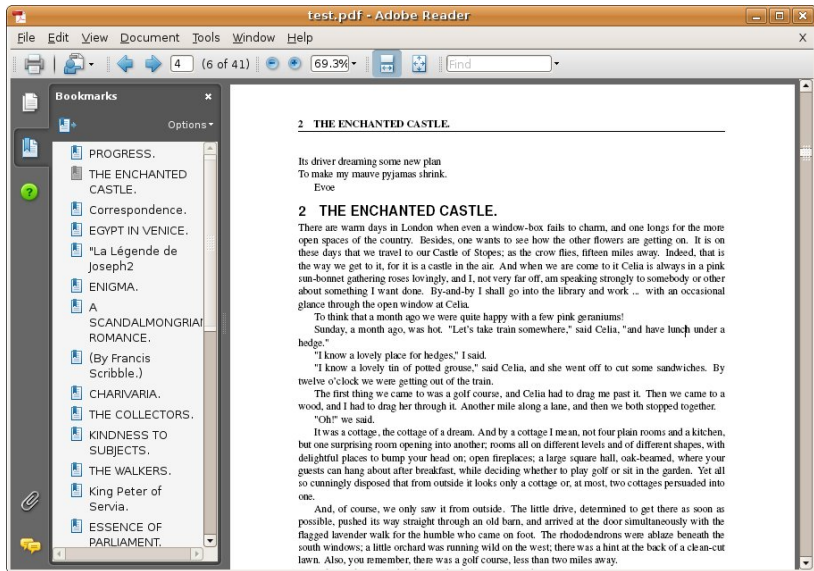 test.pdf - Adobe Reader
File Edit View Document Tools Window Help X
4 (6 of 41) 69.3% Find
Bookmarks x
Options
PROGRESS.
THE ENCHANTED
CASTLE.
Correspondence.
EGYPT IN VENICE.
"La Légende de
Joseph2
ENIGMA.
A
SCANDALMONGRIAN
ROMANCE.
(By Francis
Scribble.)
CHARIVARIA.
THE COLLECTORS.
KINDNESS TO
SUBJECTS.
THE WALKERS.
King Peter of
Servia.
ESSENCE OF
PARLIAMENT.
2 THE ENCHANTED CASTLE.
Its driver dreaming some new plan
To make my mauve pyjamas shrink.
Evoe
2 THE ENCHANTED CASTLE.
There are warm days in London when even a window-box fails to charm, and one longs for the more
open spaces of the country. Besides, one wants to see how the other flowers are getting on. It is on
these days that we travel to our Castle of Stopes; as the crow flies, fifteen miles away. Indeed, that is
the way we get to it, for it is a castle in the air. And when we are come to it Celia is always in a pink
sun-bonnet gathering roses lovingly, and I, not very far off, am speaking strongly to somebody or other
about something I want done. By-and-by I shall go into the library and work ... with an occasional
glance through the open window at Celia.
To think that a month ago we were quite happy with a few pink geraniums!
Sunday, a month ago, was hot. "Let's take train somewhere," said Celia, "and have lunch under a
hedge."
"I know a lovely place for hedges," I said.
"I know a lovely tin of potted grouse," said Celia, and she went off to cut some sandwiches. By
twelve o'clock we were getting out of the train.
The first thing we came to was a golf course, and Celia had to drag me past it. Then we came to a
wood, and I had to drag her through it. Another mile along a lane, and then we both stopped together.
"Oh!" we said.
It was a cottage, the cottage of a dream. And by a cottage I mean, not four plain rooms and a kitchen,
but one surprising room opening into another; rooms all on different levels and of different shapes, with
delightful places to bump your head on; open fireplaces; a large square hall, oak-beamed, where your
guests can hang about after breakfast, while deciding whether to play golf or sit in the garden. Yet all
so cunningly disposed that from outside it looks only a cottage or, at most, two cottages persuaded into
one.
And, of course, we only saw it from outside. The little drive, determined to get there as soon as
possible, pushed its way straight through an old barn, and arrived at the door simultaneously with the
flagged lavender walk for the humble who came on foot. The rhododendrons were ablaze beneath the
south windows; a little orchard was running wild on the west; there was a hint at the back of a clean-cut
lawn. Also, you remember, there was a golf course, less than two miles away.